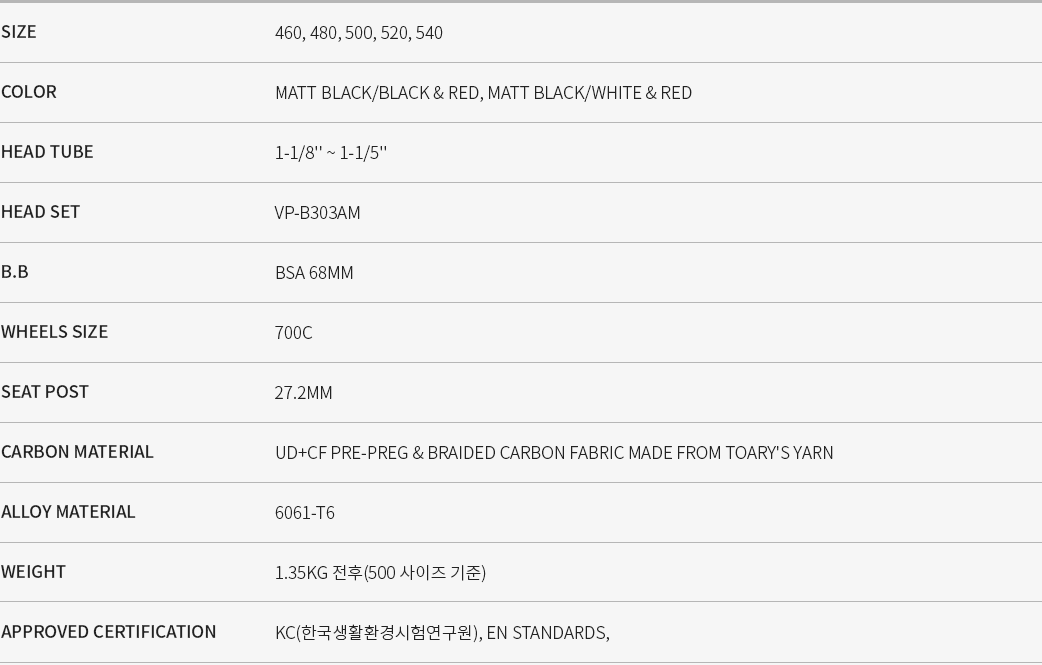 SIZE 460, 480, 500, 520, 540
COLOR MATT BLACK/BLACK & RED, MATT BLACK/WHITE & RED
HEAD TUBE 1-1/8'' ~ 1-1/5''
HEAD SET VP-B303AM
B.B BSA 68MM
WHEELS SIZE 700C
SEAT POST 27.2MM
CARBON MATERIAL UD+CF PRE-PREG & BRAIDED CARBON FABRIC MADE FROM TOARY'S YARN
ALLOY MATERIAL 6061-T6
WEIGHT 1.35KG 전후(500 사이즈 기준)
APPROVED CERTIFICATION KC(한국생활환경시험연구원), EN STANDARDS,